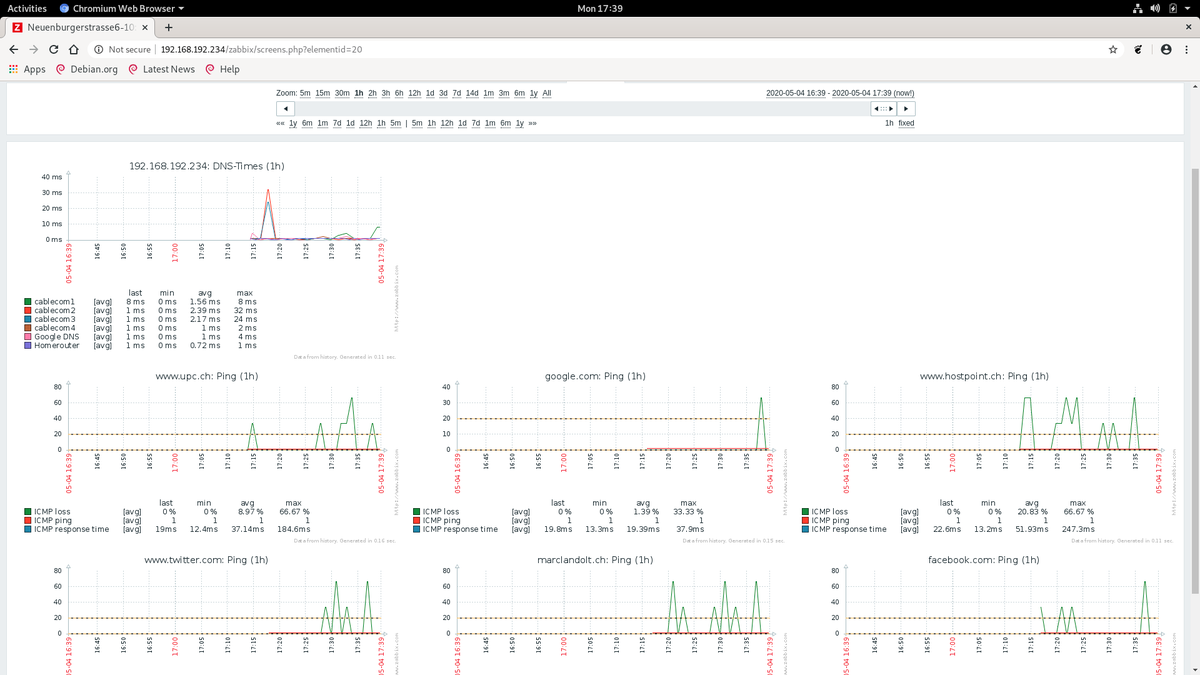 Activities Chromium Web Browser Mon 17:39
Neuenburgerstrasse6-10
Not secure 192.168.192.234/zabbix/screens.php?elementid=20
Apps Debian.org Latest News Help
Zoom: 5m 15m 30m 1h 2h 3h 6h 12h 1d 3d 7d 14d 1m 3m 6m 1y All 2020-05-04 16:39 - 2020-05-04 17:39 (now!)
«« 1y 6m 1m 7d 1d 12h 1h 5m | 5m 1h 12h 1d 7d 1m 6m 1y »» 1h fixed
192.168.192.234: DNS-Times (1h)
40 ms
30 ms
20 ms
10 ms
0 ms
05-04 16:39 16:45 16:50 16:55 17:00 17:05 17:10 17:15 17:20 17:25 17:30 17:35 05-04 17:39
last min avg max
cablecom1 [avg] 8 ms 0 ms 1.56 ms 8 ms
cablecom2 [avg] 1 ms 0 ms 2.39 ms 32 ms
cablecom3 [avg] 1 ms 0 ms 2.17 ms 24 ms
cablecom4 [avg] 1 ms 0 ms 1 ms 2 ms
Google DNS [avg] 1 ms 0 ms 1 ms 4 ms
Homerouter [avg] 1 ms 0 ms 0.72 ms 1 ms
http://www.zabbix.com
Data from history. Generated in 0.11 sec.
www.upc.ch: Ping (1h)
80
60
40
20
0
05-04 16:39 16:45 16:50 16:55 17:00 17:05 17:10 17:15 17:20 17:25 17:30 17:35 05-04 17:39
last min avg max
ICMP loss [avg] 0 % 0 % 8.97 % 66.67 %
ICMP ping [avg] 1 1 1 1
ICMP response time [avg] 19ms 12.4ms 37.14ms 184.6ms
http://www.zabbix.com
Data from history. Generated in 0.16 sec.
google.com: Ping (1h)
40
30
20
10
0
05-04 16:39 16:45 16:50 16:55 17:00 17:05 17:10 17:15 17:20 17:25 17:30 17:35 05-04 17:39
last min avg max
ICMP loss [avg] 0 % 0 % 1.39 % 33.33 %
ICMP ping [avg] 1 1 1 1
ICMP response time [avg] 19.8ms 13.3ms 19.39ms 37.9ms
http://www.zabbix.com
Data from history. Generated in 0.15 sec.
www.hostpoint.ch: Ping (1h)
80
60
40
20
0
05-04 16:39 16:45 16:50 16:55 17:00 17:05 17:10 17:15 17:20 17:25 17:30 17:35 05-04 17:39
last min avg max
ICMP loss [avg] 0 % 0 % 20.83 % 66.67 %
ICMP ping [avg] 1 1 1 1
ICMP response time [avg] 22.6ms 13.2ms 51.93ms 247.3ms
http://www.zabbix.com
Data from history. Generated in 0.21 sec.
www.twitter.com: Ping (1h)
80
60
40
20
0
05-04 16:39 16:45 16:50 16:55 17:00 17:05 17:10 17:15 17:20 17:25 17:30 17:35 05-04 17:39
marclandolt.ch: Ping (1h)
80
60
40
20
0
05-04 16:39 16:45 16:50 16:55 17:00 17:05 17:10 17:15 17:20 17:25 17:30 17:35 05-04 17:39
facebook.com: Ping (1h)
80
60
40
20
0
05-04 16:39 16:45 16:50 16:55 17:00 17:05 17:10 17:15 17:20 17:25 17:30 17:35 05-04 17:39